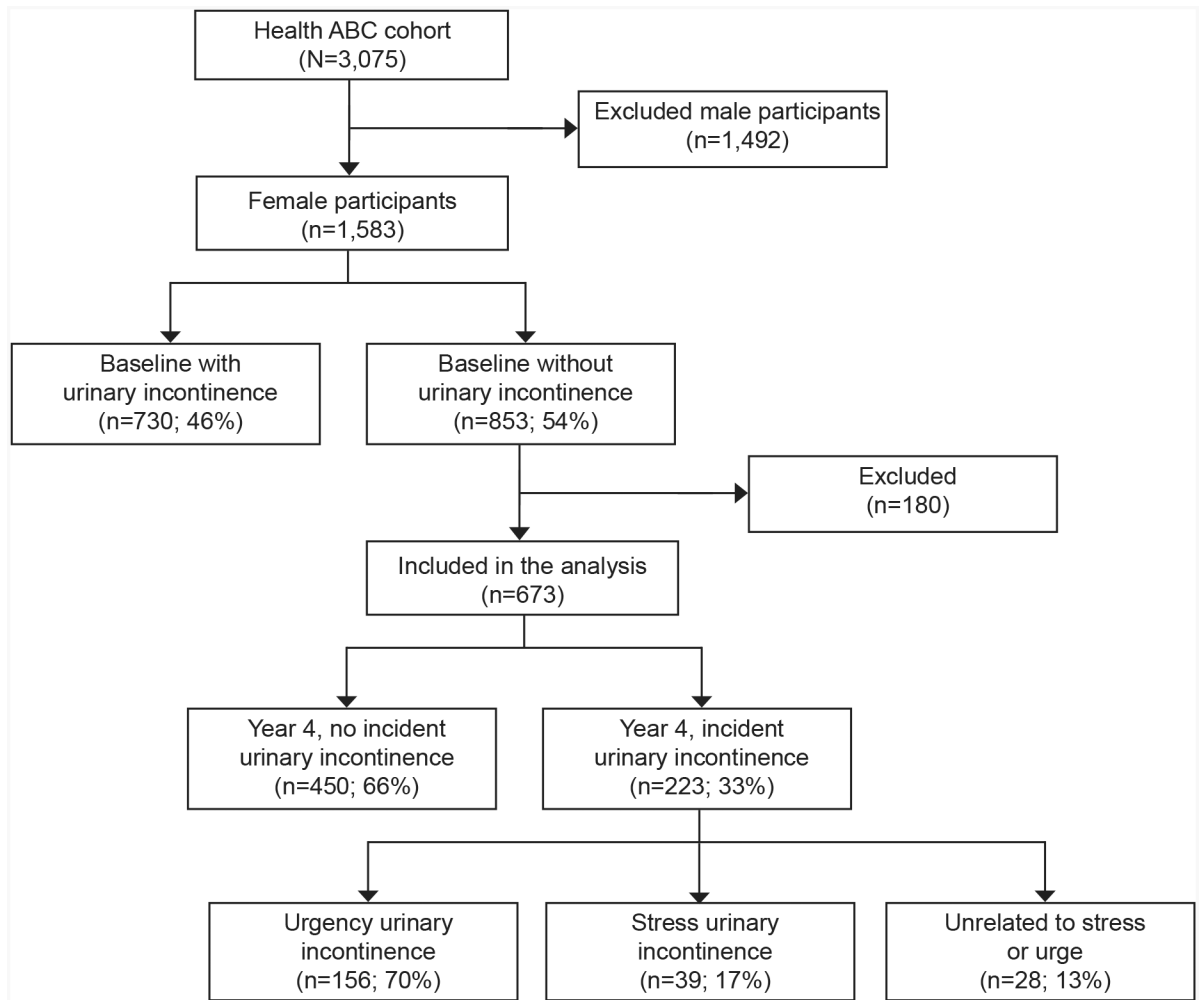 Health ABC cohort
(N=3,075)
Excluded male participants
(n=1,492)
Female participants
(n=1,583)
Baseline with
urinary incontinence
(n=730; 46%)
Baseline without
urinary incontinence
(n=853; 54%)
Excluded
(n=180)
Included in the analysis
(n=673)
Year 4, no incident
urinary incontinence
(n=450; 66%)
Year 4, incident
urinary incontinence
(n=223; 33%)
Urgency urinary
incontinence
(n=156; 70%)
Stress urinary
incontinence
(n=39; 17%)
Unrelated to stress
or urge
(n=28; 13%)